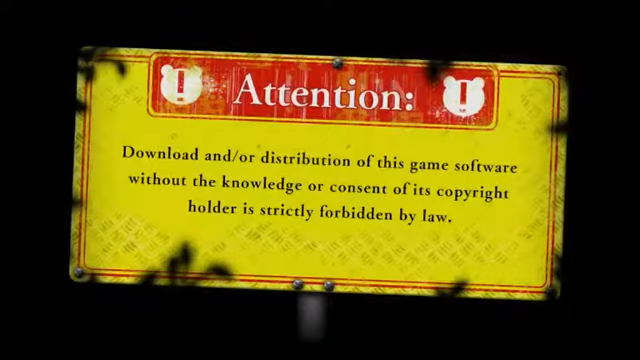 Attention:
Download and/or distribution of this game software
without the knowledge or consent of its copyright
holder is strictly forbidden by law.